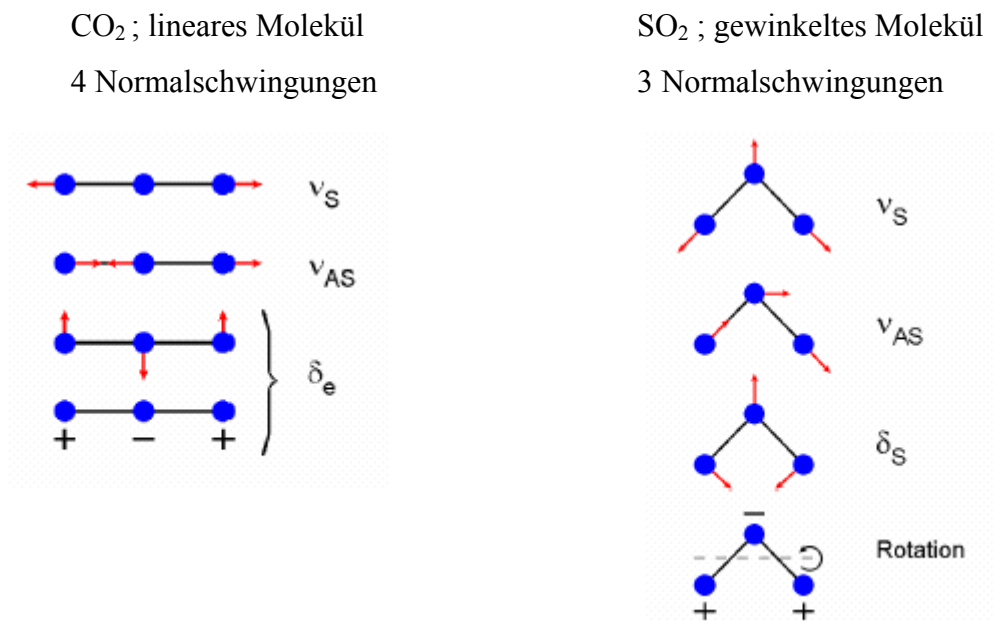 CO₂ ; lineares Molekül
4 Normalschwingungen
νS
νAS
δe
+ − +
SO₂ ; gewinkeltes Molekül
3 Normalschwingungen
νS
νAS
δS
−
Rotation
+ +